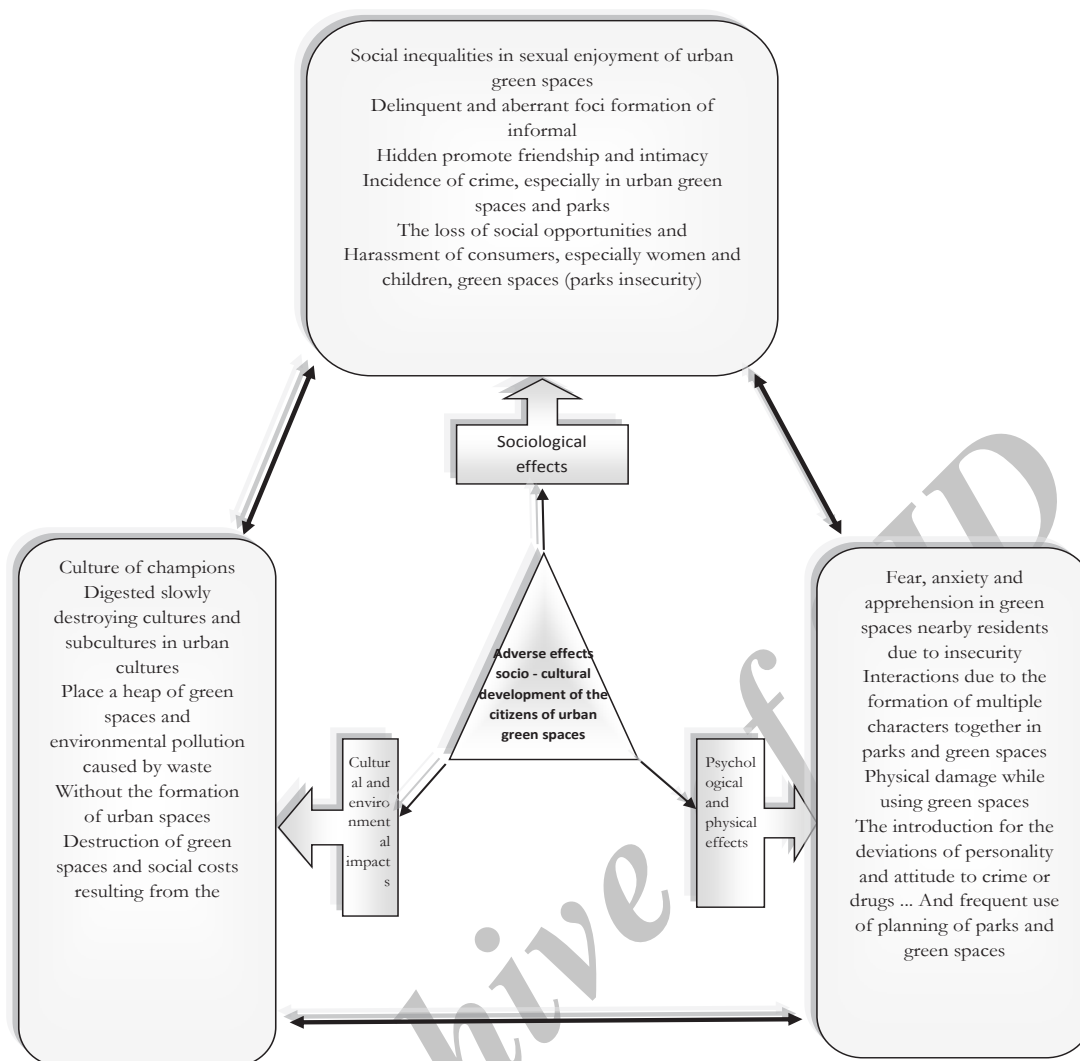 Social inequalities in sexual enjoyment of urban
green spaces
Delinquent and aberrant foci formation of
informal
Hidden promote friendship and intimacy
Incidence of crime, especially in urban green
spaces and parks
The loss of social opportunities and
Harassment of consumers, especially women and
children, green spaces (parks insecurity)
Sociological
effects
Culture of champions
Digested slowly
destroying cultures and
subcultures in urban
cultures
Place a heap of green
spaces and
environmental pollution
caused by waste
Without the formation
of urban spaces
Destruction of green
spaces and social costs
resulting from the
Cultur
al and
enviro
nment
al
impact
s
Adverse effects
socio - cultural
development of the
citizens of urban
green spaces
Psychol
ogical
and
physical
effects
Fear, anxiety and
apprehension in green
spaces nearby residents
due to insecurity
Interactions due to the
formation of multiple
characters together in
parks and green spaces
Physical damage while
using green spaces
The introduction for the
deviations of personality
and attitude to crime or
drugs ... And frequent use
of planning of parks and
green spaces
hive of